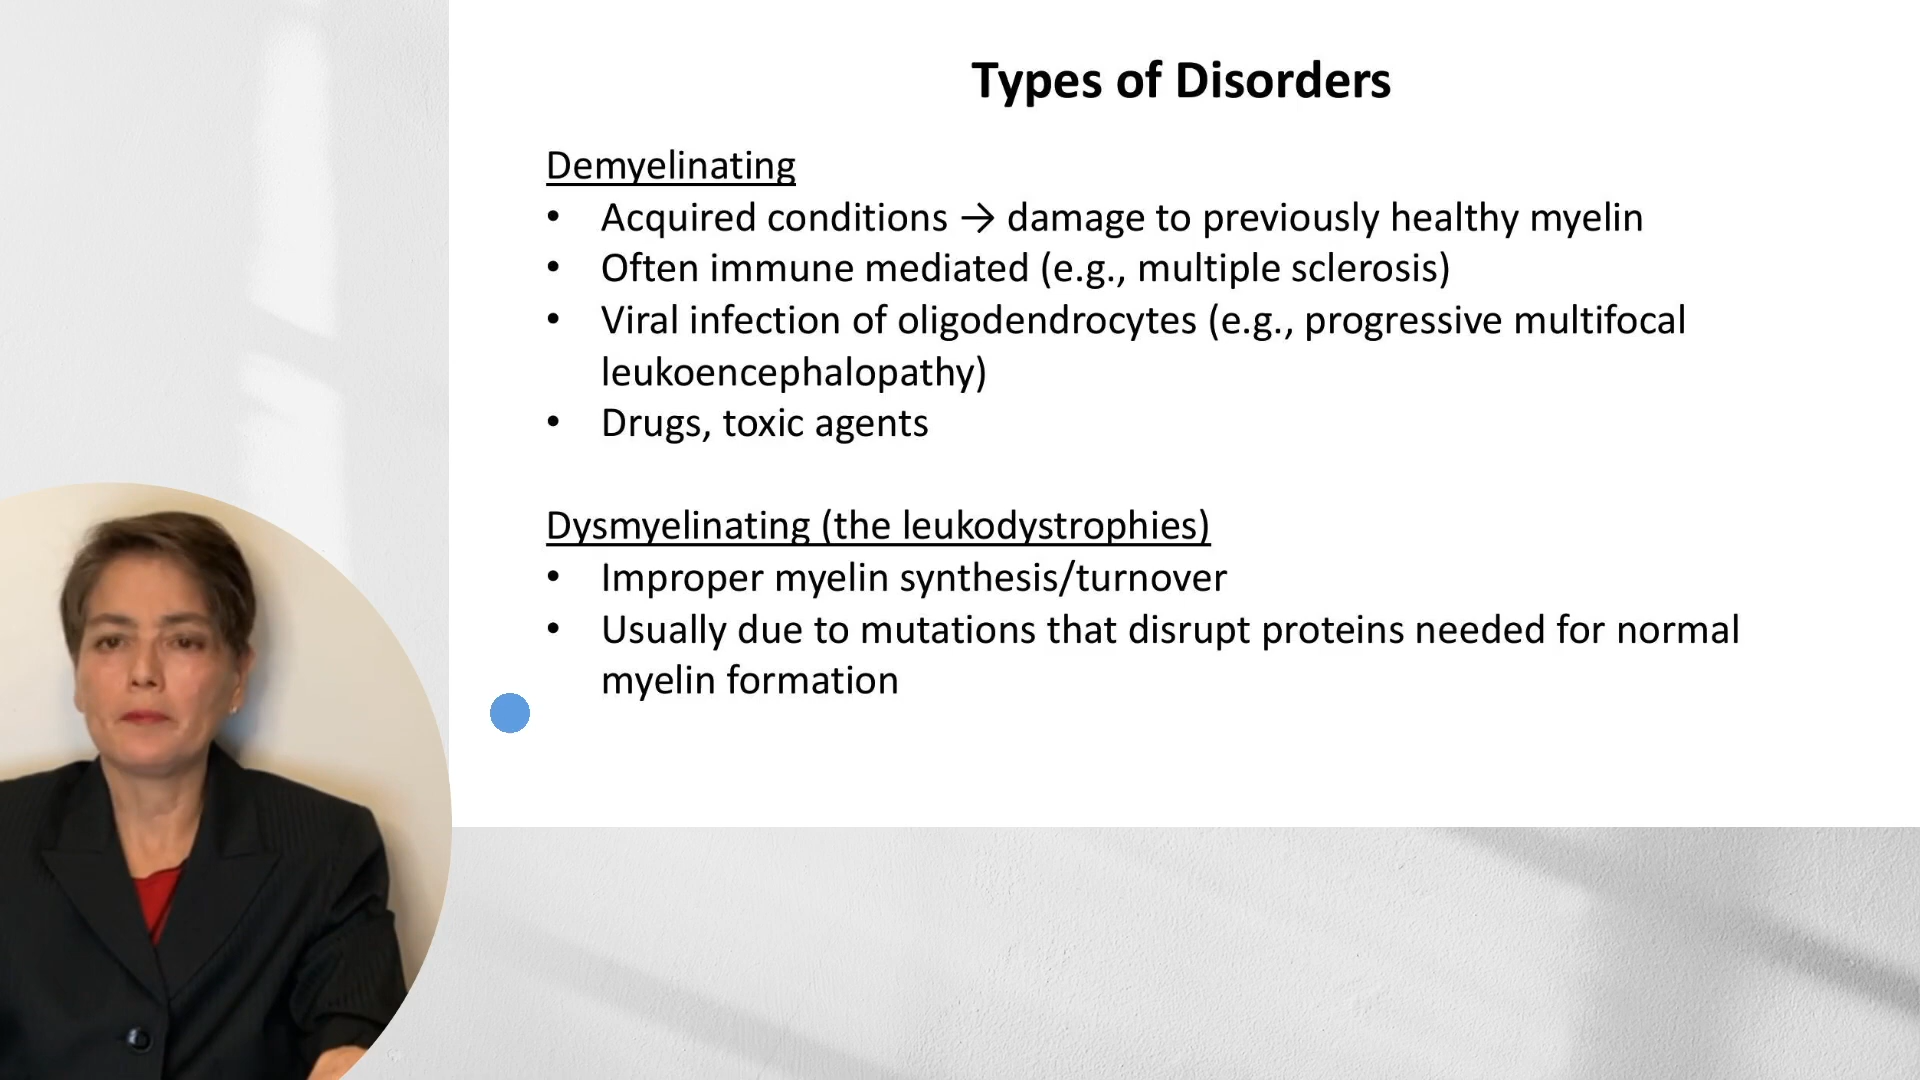 Types of Disorders
Demyelinating
• Acquired conditions → damage to previously healthy myelin
• Often immune mediated (e.g., multiple sclerosis)
• Viral infection of oligodendrocytes (e.g., progressive multifocal
leukoencephalopathy)
• Drugs, toxic agents
Dysmyelinating (the leukodystrophies)
• Improper myelin synthesis/turnover
• Usually due to mutations that disrupt proteins needed for normal
myelin formation